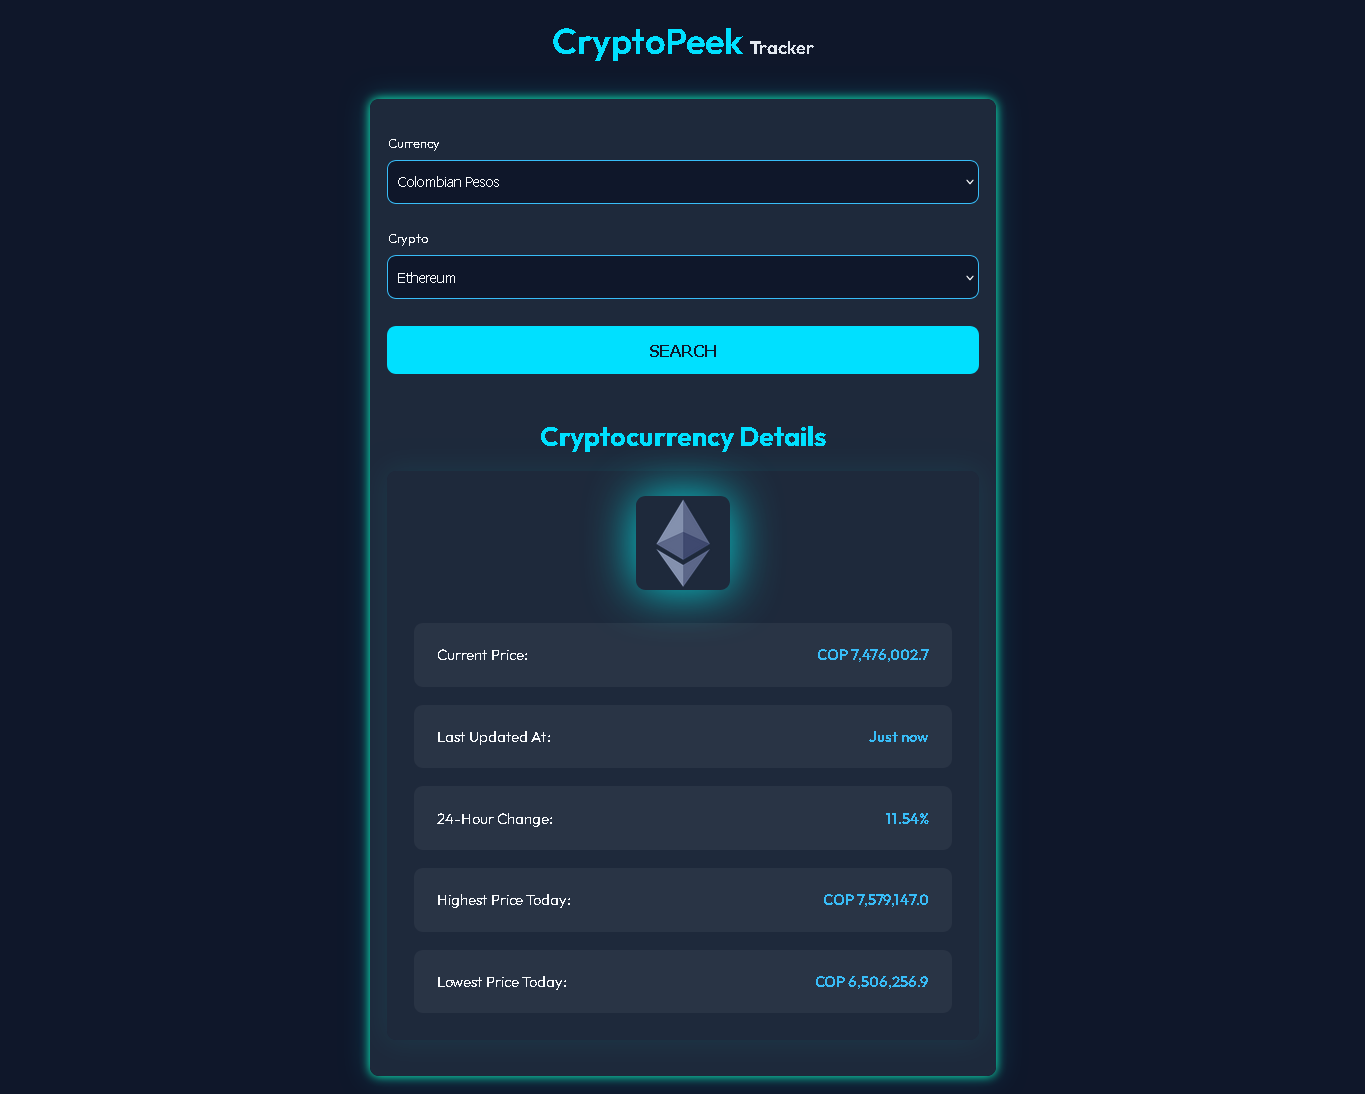 CryptoPeek Tracker
Currency
Colombian Pesos
Crypto
Ethereum
SEARCH
Cryptocurrency Details
Current Price: COP 7,476,002.7
Last Updated At: Just now
24-Hour Change: 11.54%
Highest Price Today: COP 7,579,147.0
Lowest Price Today: COP 6,506,256.9